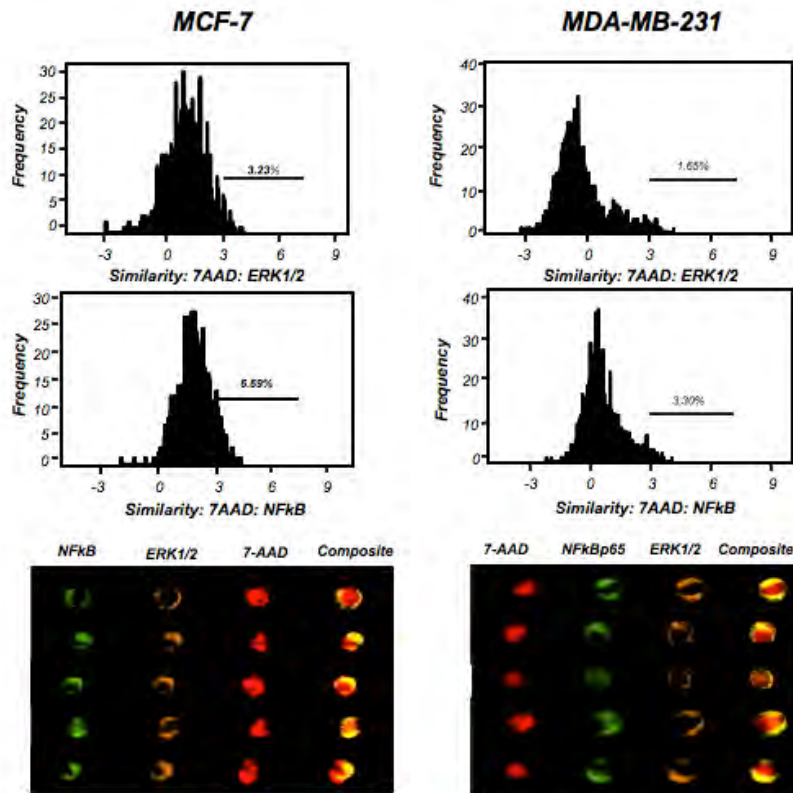 MCF-7
MDA-MB-231
Frequency
30
25
20
15
10
5
0
3.23%
-3 0 3 6 9
Similarity: 7AAD: ERK1/2
Frequency
40
30
20
10
0
1.65%
-3 0 3 6 9
Similarity: 7AAD: ERK1/2
Frequency
30
25
20
15
10
5
0
6.69%
-3 0 3 6 9
Similarity: 7AAD: NFkB
Frequency
40
30
20
10
0
3.30%
-3 0 3 6 9
Similarity: 7AAD: NFkB
NFkB ERK1/2 7-AAD Composite
7-AAD NFkBp65 ERK1/2 Composite